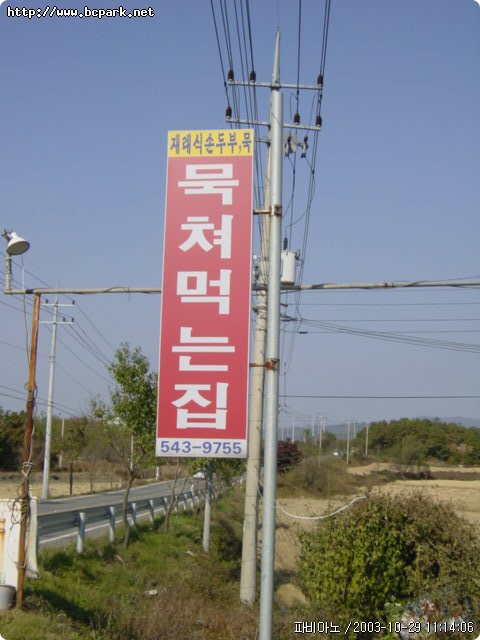 http://www.bcpark.net
재래식손두부,묵
묵쳐먹는집
543-9755
파비아노 /2003-10-29 11:14:06